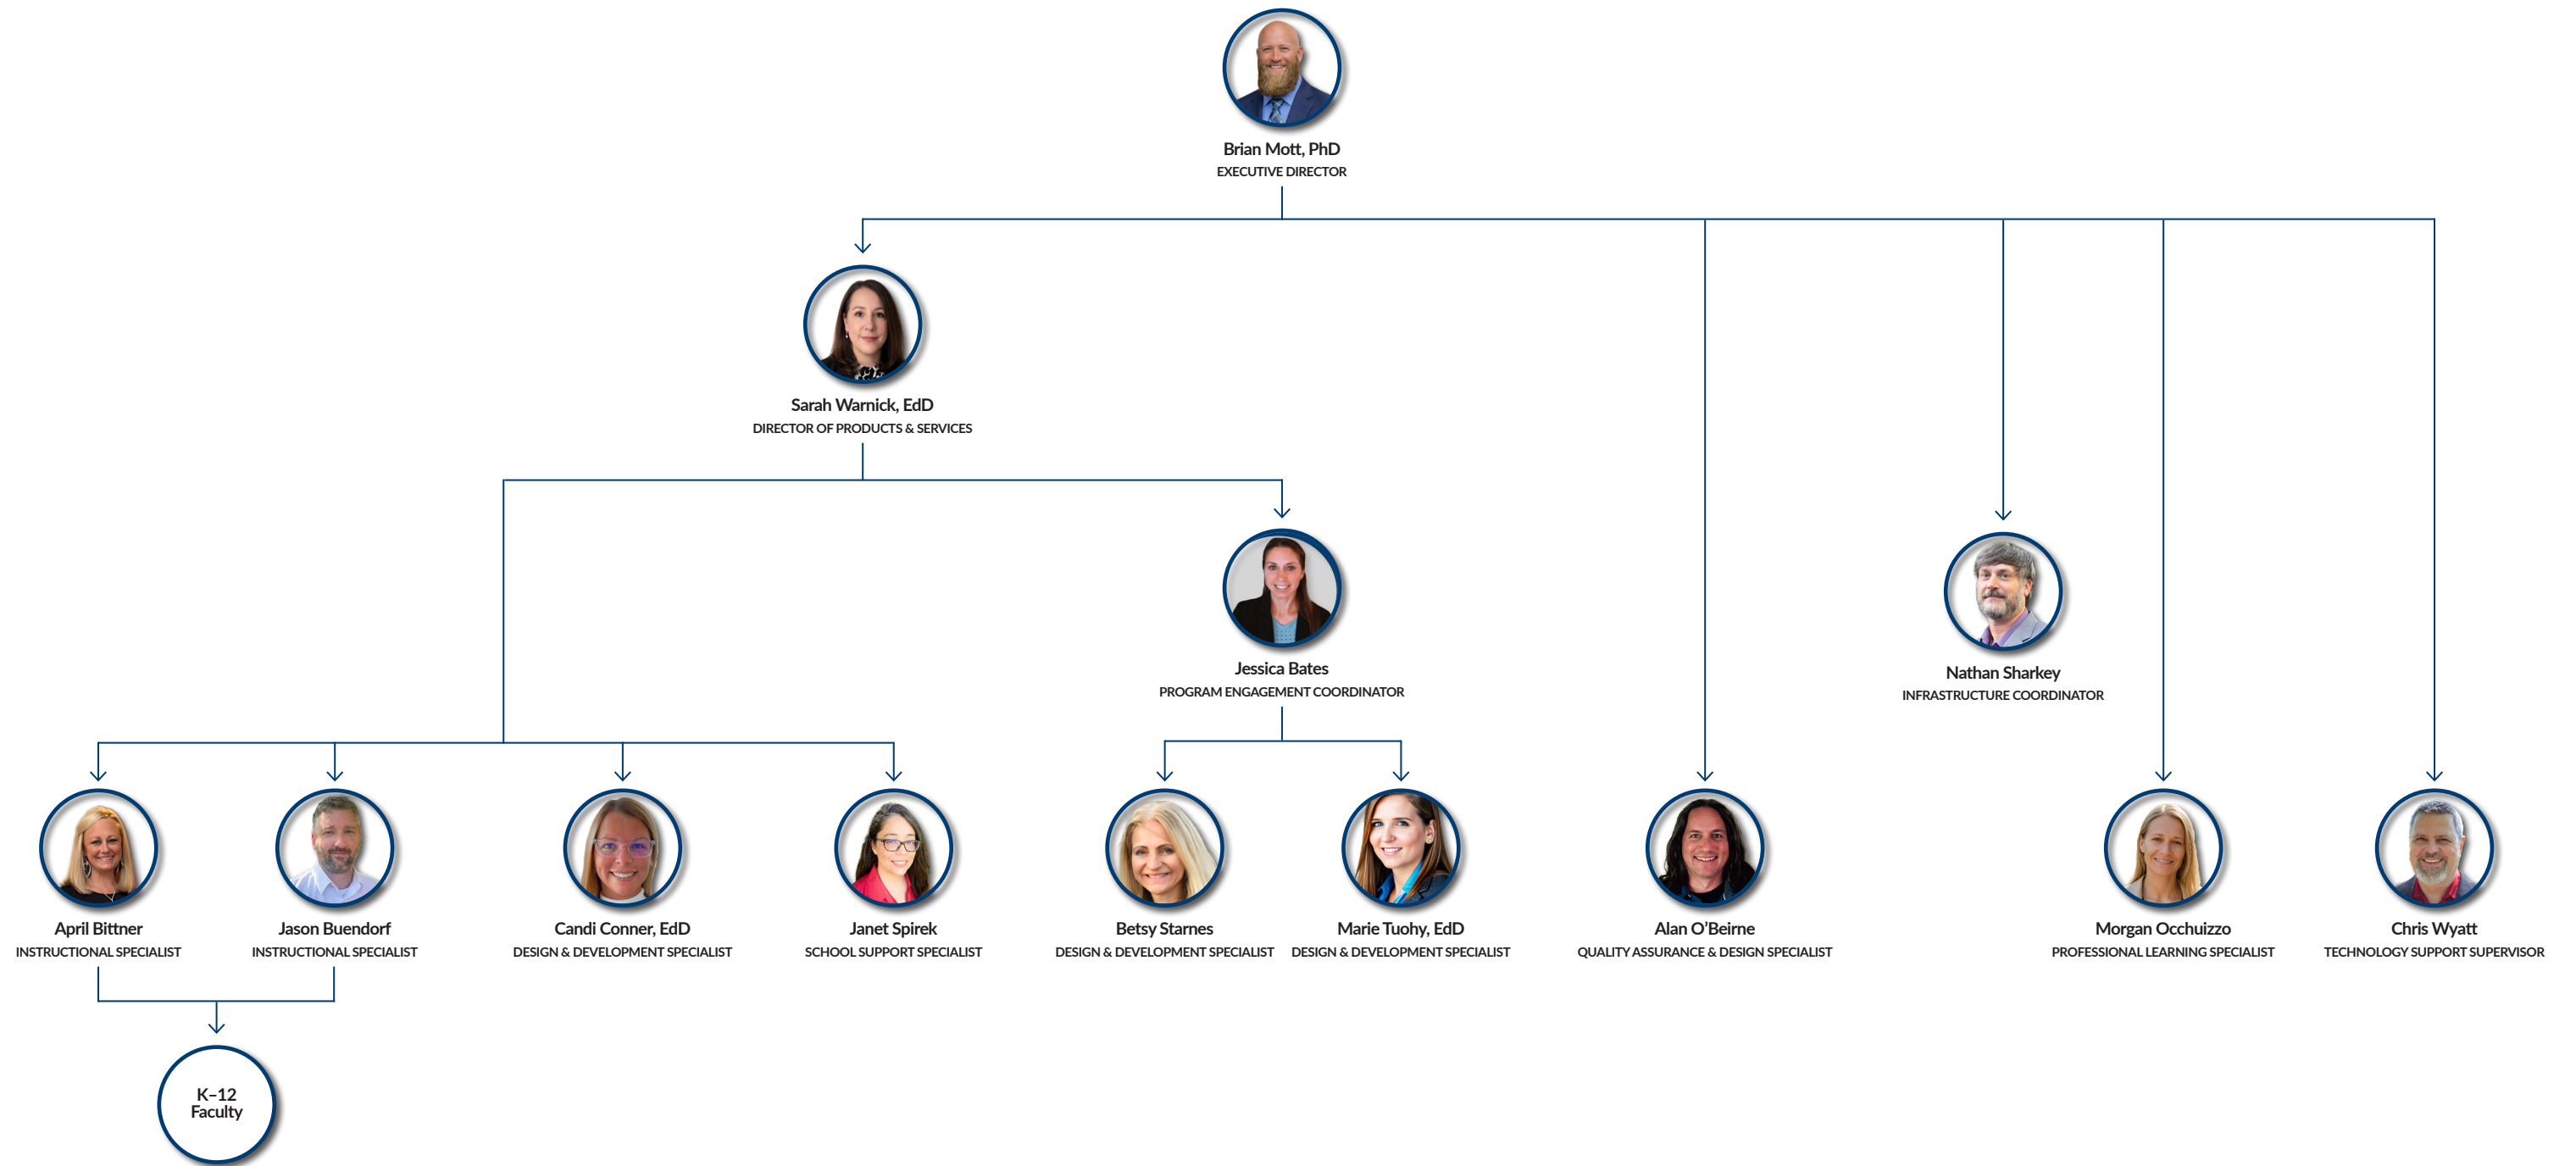 Brian Mott, PhD
EXECUTIVE DIRECTOR
Sarah Warnick, EdD
DIRECTOR OF PRODUCTS & SERVICES
Jessica Bates
PROGRAM ENGAGEMENT COORDINATOR
Nathan Sharkey
INFRASTRUCTURE COORDINATOR
April Bittner
INSTRUCTIONAL SPECIALIST
Jason Buendorf
INSTRUCTIONAL SPECIALIST
Candi Conner, EdD
DESIGN & DEVELOPMENT SPECIALIST
Janet Spirek
SCHOOL SUPPORT SPECIALIST
Betsy Starnes
DESIGN & DEVELOPMENT SPECIALIST
Marie Tuohy, EdD
DESIGN & DEVELOPMENT SPECIALIST
Alan O’Beirne
QUALITY ASSURANCE & DESIGN SPECIALIST
Morgan Occhuizzo
PROFESSIONAL LEARNING SPECIALIST
Chris Wyatt
TECHNOLOGY SUPPORT SUPERVISOR
K–12
Faculty